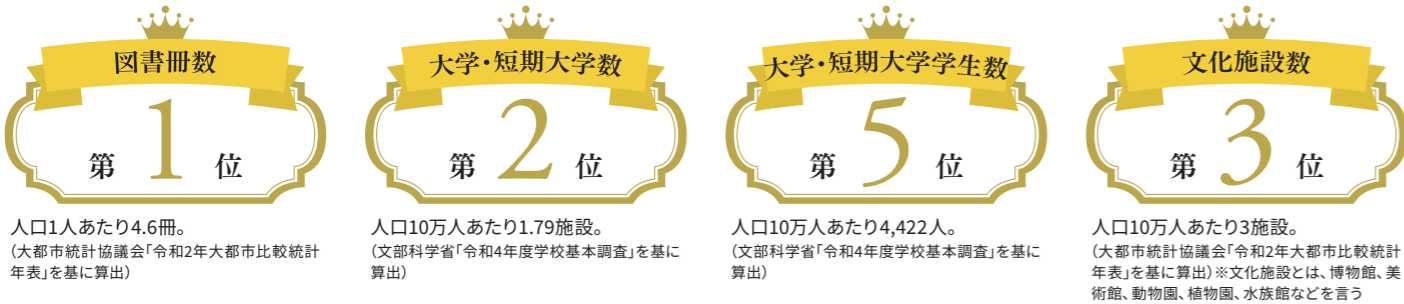 図書冊数
第 1 位
人口1人あたり4.6冊。
(大都市統計協議会「令和2年大都市比較統計
年表」を基に算出)
大学・短期大学数
第 2 位
人口10万人あたり1.79施設。
(文部科学省「令和4年度学校基本調査」を基に
算出)
大学・短期大学学生数
第 5 位
人口10万人あたり4,422人。
(文部科学省「令和4年度学校基本調査」を基に
算出)
文化施設数
第 3 位
人口10万人あたり3施設。
(大都市統計協議会「令和2年大都市比較統計
年表」を基に算出)※文化施設とは、博物館、美
術館、動物園、植物園、水族館などを言う